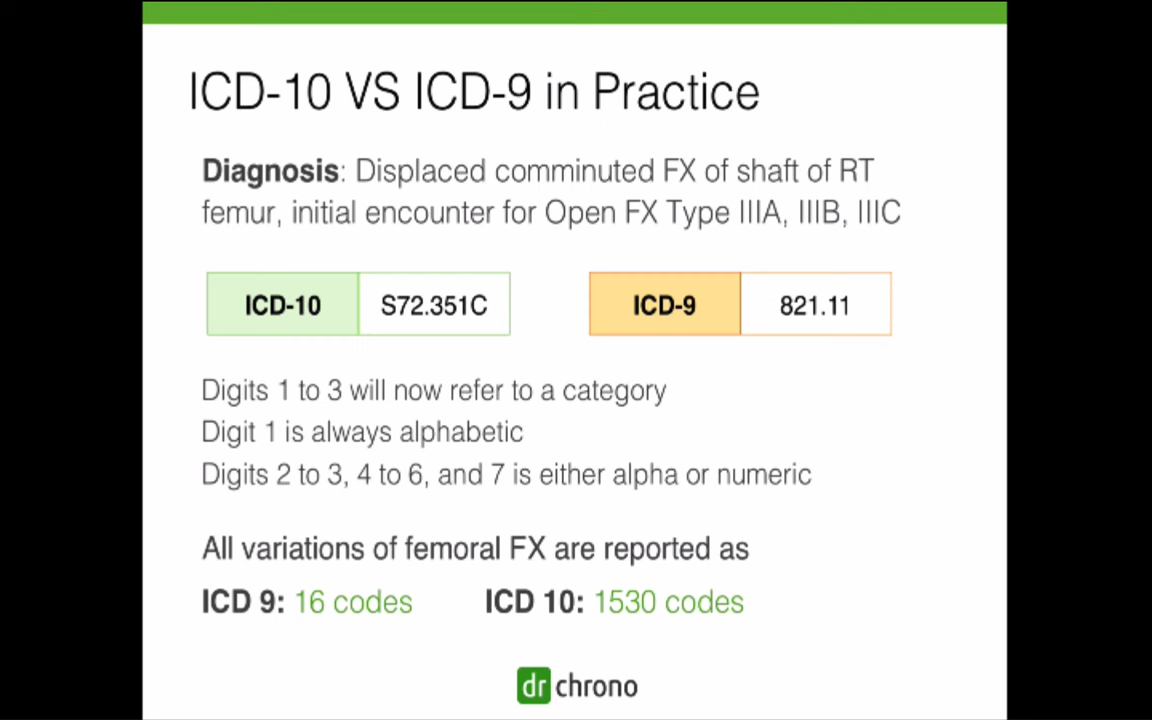 ICD-10 VS ICD-9 in Practice
Diagnosis: Displaced comminuted FX of shaft of RT
femur, initial encounter for Open FX Type IIIA, IIIB, IIIC
ICD-10 S72.351C ICD-9 821.11
Digits 1 to 3 will now refer to a category
Digit 1 is always alphabetic
Digits 2 to 3, 4 to 6, and 7 is either alpha or numeric
All variations of femoral FX are reported as
ICD 9: 16 codes ICD 10: 1530 codes
dr chrono